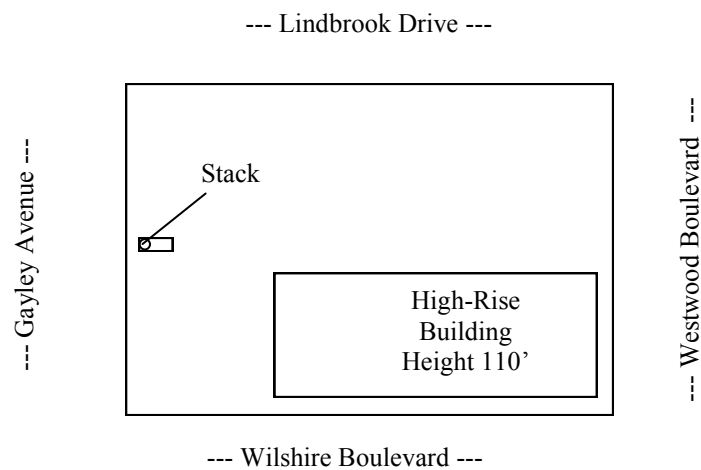 --- Lindbrook Drive ---
--- Gayley Avenue ---
Stack
--- Westwood Boulevard ---
High-Rise
Building
Height 110’
--- Wilshire Boulevard ---